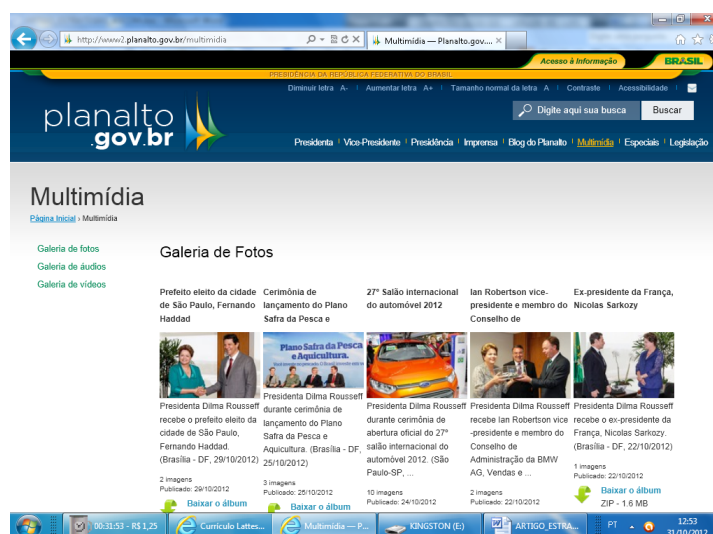 http://www2.planalto.gov.br/multimidia
Multimídia — Planalto.gov....
Acesso à Informação
BRASIL
PRESIDÊNCIA DA REPÚBLICA FEDERATIVA DO BRASIL
Diminuir letra A- Aumentar letra A+ Tamanho normal da letra A Contraste Acessibilidade
planalto
.gov.br
Digite aqui sua busca Buscar
Presidenta Vice-Presidente Presidência Imprensa Blog do Planalto Multimídia Especiais Legislação
Multimídia
Página Inicial › Multimídia
Galeria de fotos
Galeria de áudios
Galeria de vídeos
Galeria de Fotos
Prefeito eleito da cidade
de São Paulo, Fernando
Haddad
Presidenta Dilma Rousseff
recebe o prefeito eleito da
cidade de São Paulo,
Fernando Haddad.
(Brasília - DF, 29/10/2012)
2 imagens
Publicado: 29/10/2012
Baixar o álbum
Cerimônia de
lançamento do Plano
Safra da Pesca e
Plano Safra da Pesca
e Aquicultura.
Presidenta Dilma Rousseff
durante cerimônia de
lançamento do Plano
Safra da Pesca e
Aquicultura. (Brasília - DF,
25/10/2012)
3 imagens
Publicado: 25/10/2012
Baixar o álbum
27º Salão internacional
do automóvel 2012
Presidenta Dilma Rousseff
durante cerimônia de
abertura oficial do 27º
salão internacional do
automóvel 2012. (São
Paulo-SP, ...
10 imagens
Publicado: 24/10/2012
Ian Robertson vice-
presidente e membro do
Conselho de
Presidenta Dilma Rousseff
recebe Ian Robertson vice
-presidente e membro do
Conselho de
Administração da BMW
AG, Vendas e ...
2 imagens
Publicado: 22/10/2012
Ex-presidente da França,
Nicolas Sarkozy
Presidenta Dilma Rousseff
recebe o ex-presidente da
França, Nicolas Sarkozy.
(Brasília - DF, 22/10/2012)
1 imagens
Publicado: 22/10/2012
Baixar o álbum
ZIP - 1.6 MB
00:31:53 - R$ 1,25
Currículo Lattes...
Multimídia — P...
KINGSTON (E:)
ARTIGO_ESTRA...
PT
12:53
31/10/2012